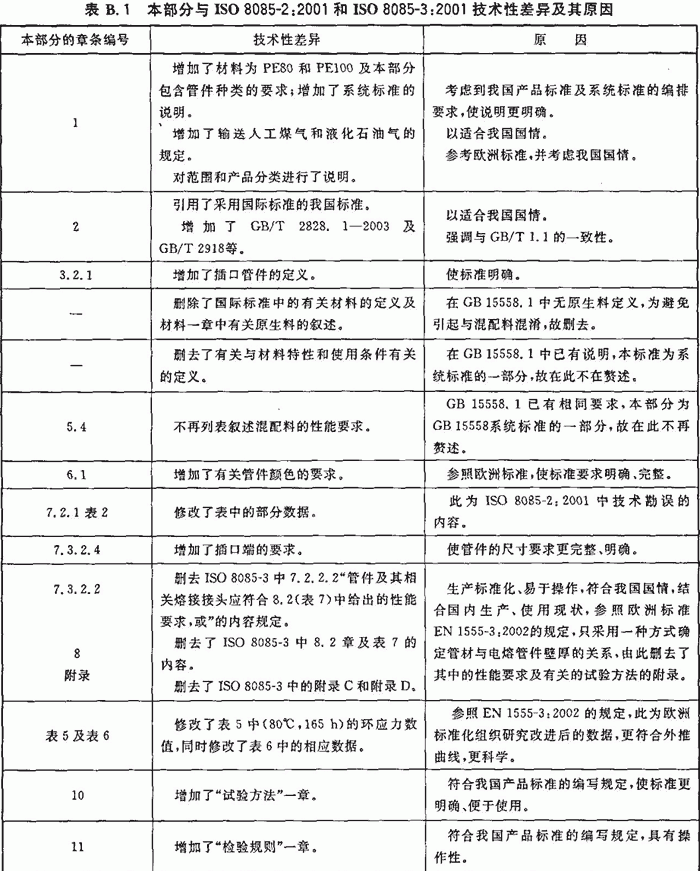 表 B.1 本部分与 ISO 8085-2:2001 和 ISO 8085-3:2001 技术性差异及其原因
本部分的章条编号
技术性差异
原 因
1
增加了材料为 PE80 和 PE100 及本部分
包含管件种类的要求;增加了系统标准的
说明。
增加了输送人工煤气和液化石油气的
规定。
对范围和产品分类进行了说明。
考虑到我国产品标准及系统标准的编排
要求,使说明更明确。
以适合我国国情。
参考欧洲标准,并考虑我国国情。
2
引用了采用国际标准的我国标准。
增加了 GB/T 2828.1—2003 及
GB/T 2918等。
以适合我国国情。
强调与 GB/T 1.1 的一致性。
3.2.1
增加了插口管件的定义。
使标准明确。
—
删除了国际标准中的有关材料的定义及
材料一章中有关原生料的叙述。
在 GB 15558.1 中无原生料定义,为避免
引起与混配料混淆,故删去。
—
删去了有关与材料特性和使用条件有关
的定义。
在 GB 15558.1 中已有说明,本标准为系
统标准的一部分,故在此不在赘述。
5.4
不再列表叙述混配料的性能要求。
GB 15558.1 已有相同要求,本部分为
GB 15558系统标准的一部分,故在此不再
赘述。
6.1
增加了有关管件颜色的要求。
参照欧洲标准,使标准要求明确、完整。
7.2.1 表 2
修改了表中的部分数据。
此为 ISO 8085-2:2001 中技术勘误的
内容。
7.3.2.4
增加了插口端的要求。
使管件的尺寸要求更完整、明确。
7.3.2.2
8
附录
删去 ISO 8085-3 中 7.2.2.2“管件及其相
关熔接接头应符合 8.2(表 7)中给出的性能
要求,或”的内容规定。
删去了 ISO 8085-3 中 8.2 章及表 7 的
内容。
删去了 ISO 8085-3 中的附录 C 和附录 D。
生产标准化、易于操作,符合我国国情,结
合国内生产、使用现状,参照欧洲标准
EN 1555-3:2002的规定,只采用一种方式确
定管材与电熔管件壁厚的关系,由此删去了
其中的性能要求及有关的试验方法的附录。
表 5 及表 6
修改了表 5 中(80℃,165 h)的环应力数
值,同时修改了表 6 中的相应数据。
参照 EN 1555-3:2002 的规定,此为欧洲
标准化组织研究改进后的数据,更符合外推
曲线,更科学。
10
增加了“试验方法”一章。
符合我国产品标准的编写规定,使标准更
明确、便于使用。
11
增加了“检验规则”一章。
符合我国产品标准的编写规定,具有操
作性。